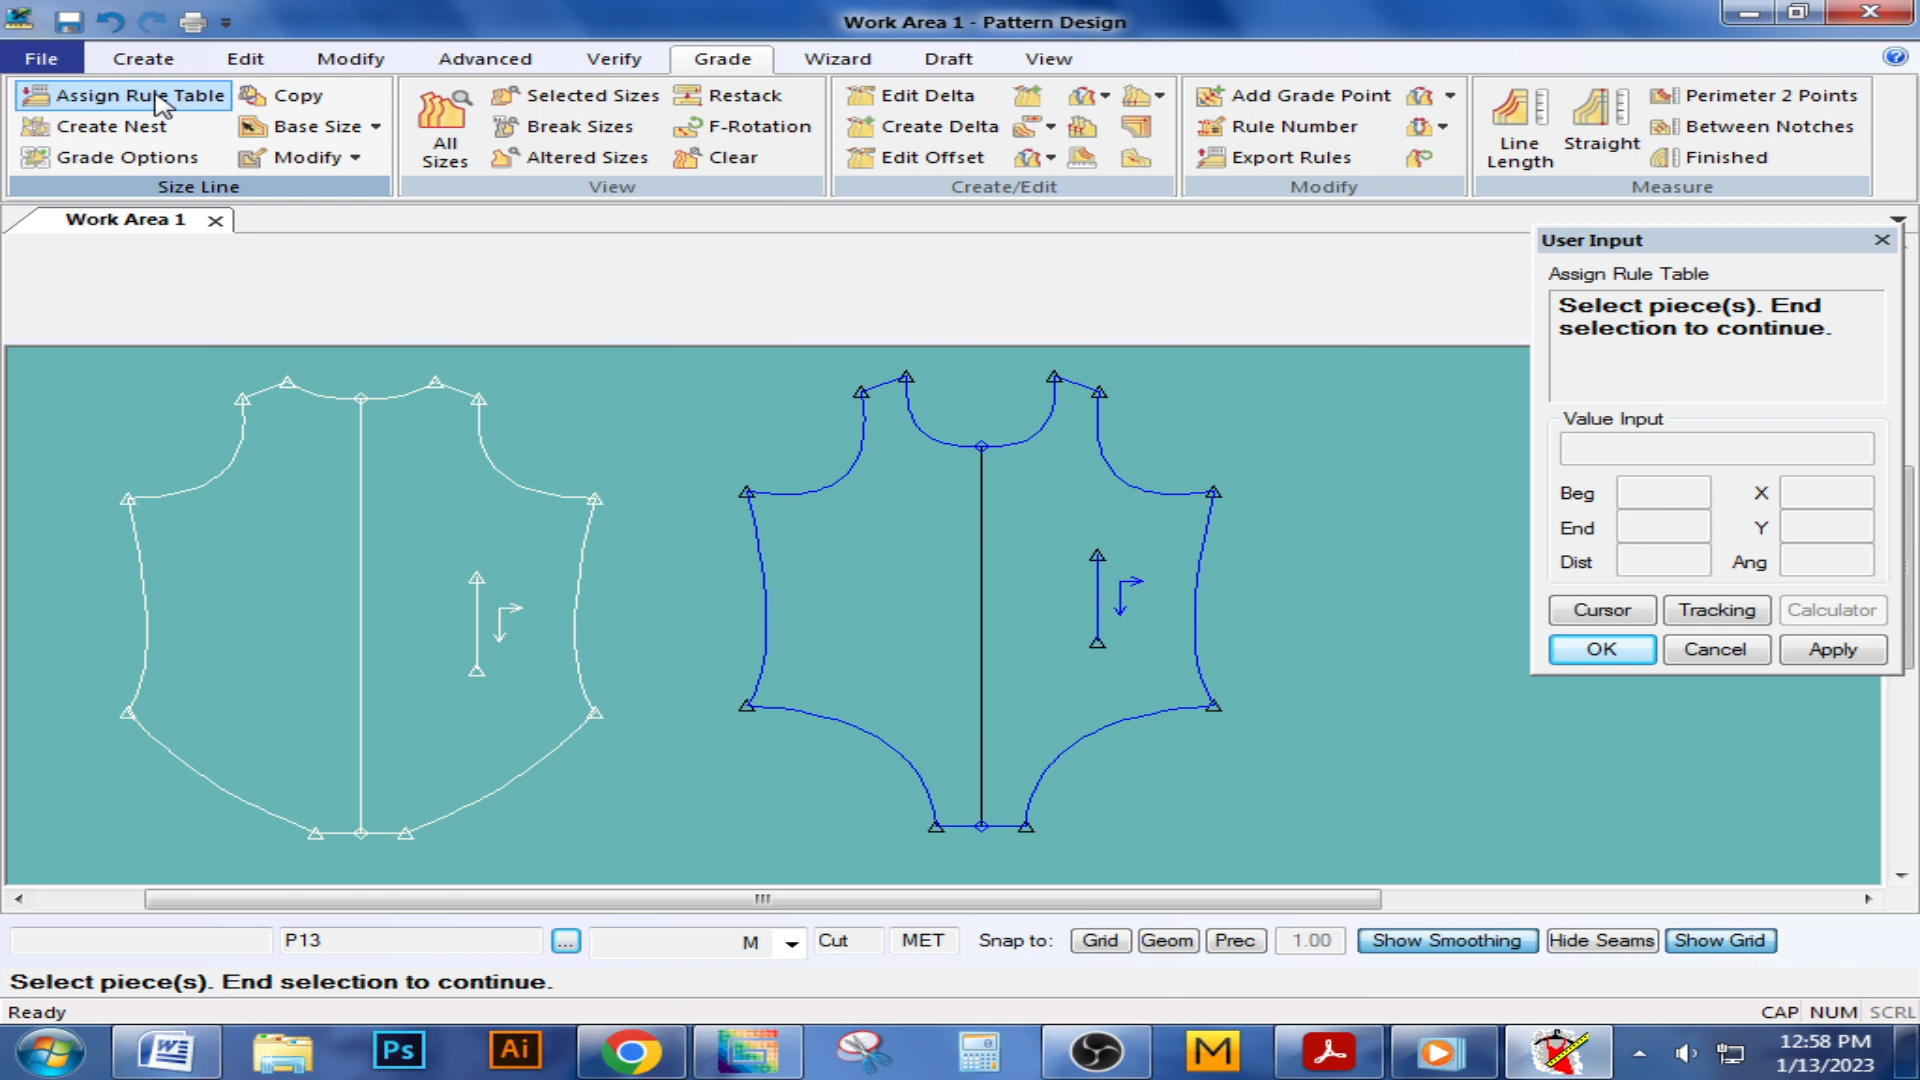 Work Area 1 - Pattern Design
File Create Edit Modify Advanced Verify Grade Wizard Draft View
Assign Rule Table Copy Selected Sizes Restack Edit Delta Add Grade Point Perimeter 2 Points
Create Nest Base Size Break Sizes F-Rotation Create Delta Rule Number Between Notches
Grade Options Modify Altered Sizes Clear Edit Offset Export Rules Finished
All Sizes
Line Length
Straight
Size Line View Create/Edit Modify Measure
Work Area 1
User Input
Assign Rule Table
Select piece(s). End
selection to continue.
Value Input
Beg X
End Y
Dist Ang
Cursor Tracking Calculator
OK Cancel Apply
P13 ... M Cut MET Snap to: Grid Geom Prec 1.00 Show Smoothing Hide Seams Show Grid
Select piece(s). End selection to continue.
Ready CAP NUM SCRL
W Ps Ai M
12:58 PM
1/13/2023